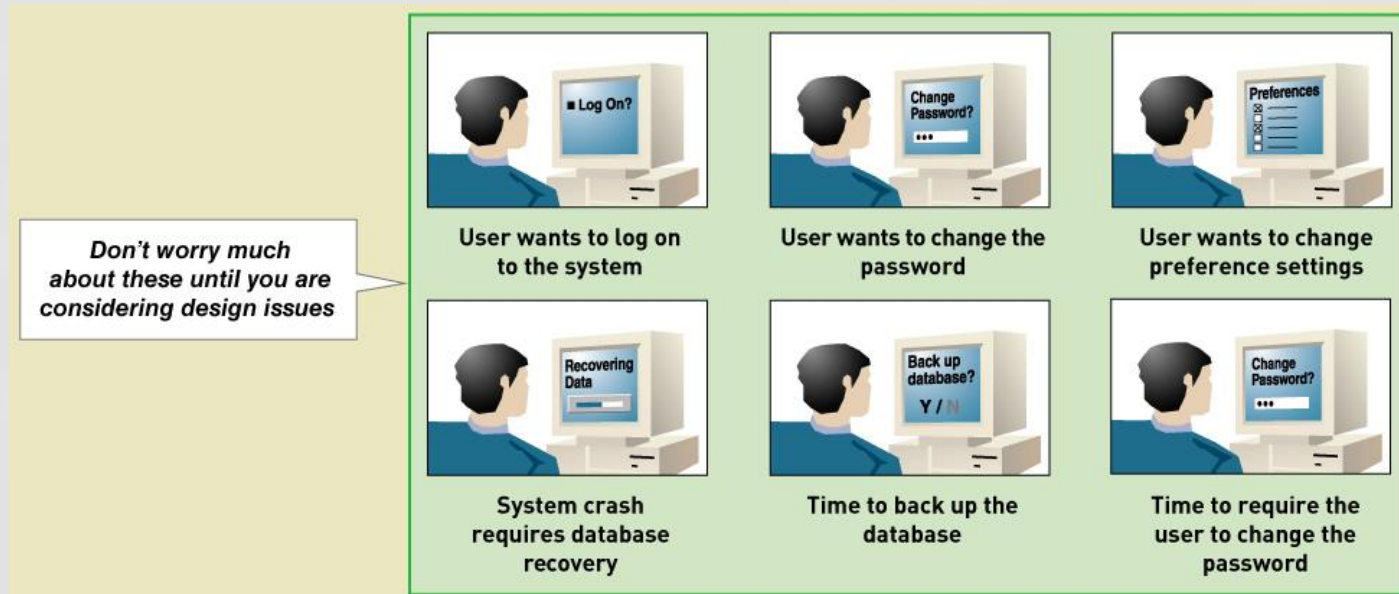 Don't worry much
about these until you are
considering design issues
■ Log On?
User wants to log on
to the system
Change
Password?
User wants to change the
password
Preferences
User wants to change
preference settings
Recovering
Data
System crash
requires database
recovery
Back up
database?
Y / N
Time to back up the
database
Change
Password?
Time to require the
user to change the
password